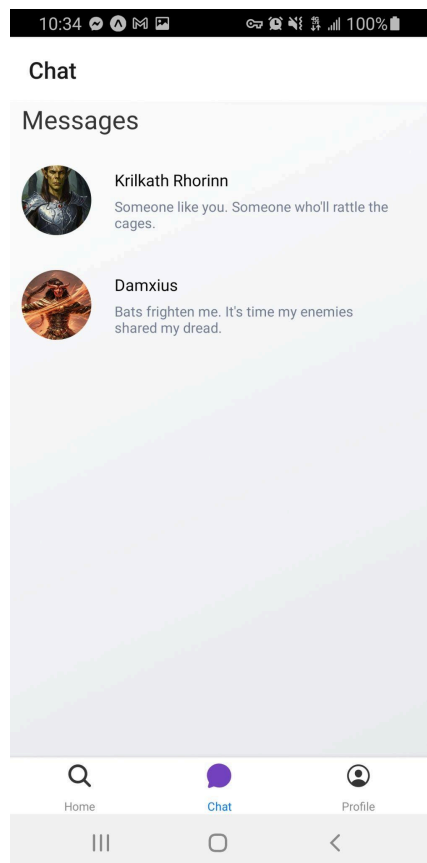 10:34
100%
Chat
Messages
Krilkath Rhorinn
Someone like you. Someone who'll rattle the
cages.
Damxius
Bats frighten me. It's time my enemies
shared my dread.
Home
Chat
Profile